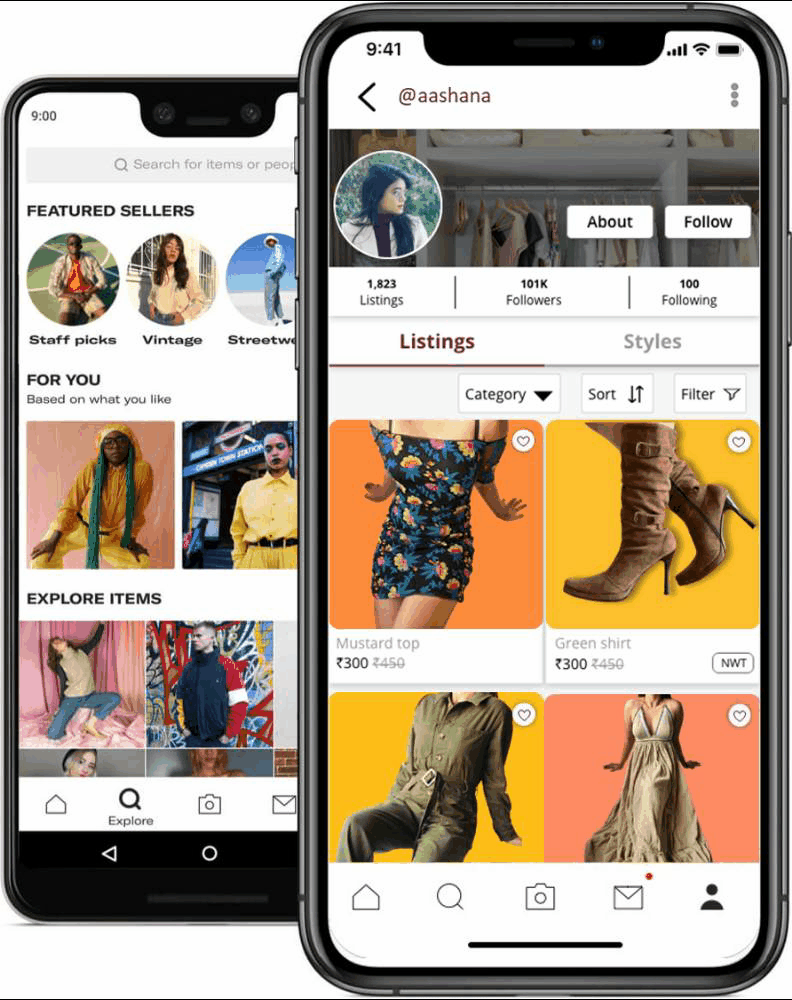 9:00
Search for items or peop
FEATURED SELLERS
Staff picks
Vintage
Streetwe
FOR YOU
Based on what you like
CAMDEN TOWN STATION
EXPLORE ITEMS
Explore
9:41
@aashana
About
Follow
1,823
Listings
101K
Followers
100
Following
Listings
Styles
Category
Sort
Filter
Mustard top
₹300 ₹450
Green shirt
₹300 ₹450
NWT